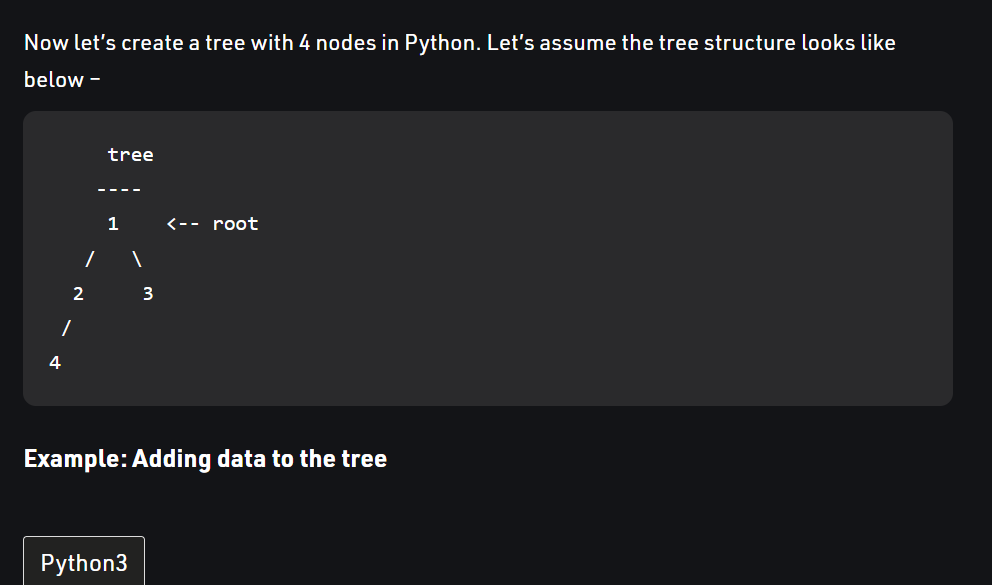 Now let’s create a tree with 4 nodes in Python. Let’s assume the tree structure looks like
below –
tree
----
1    <-- root
/   \
2     3
/
4
Example: Adding data to the tree
Python3